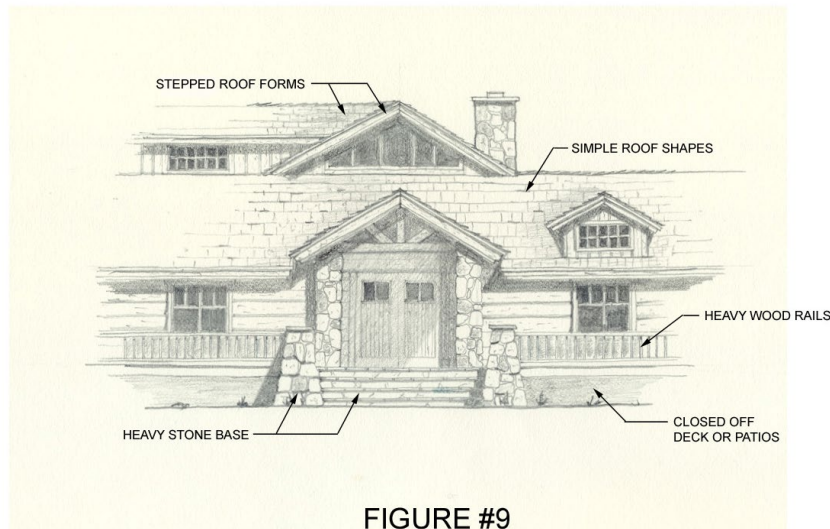 STEPPED ROOF FORMS
SIMPLE ROOF SHAPES
HEAVY WOOD RAILS
CLOSED OFF
DECK OR PATIOS
HEAVY STONE BASE
FIGURE #9